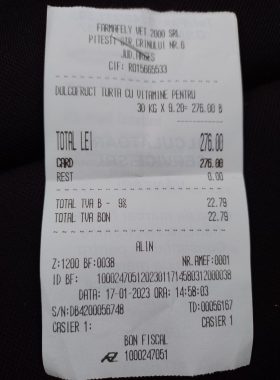 FARMAFELY VET 2000 SRL
PITESTI STR.CRINULUI NR.6
JUD.ARGES
CIF: RO15665533
DULCOFRUCT TURTA CU VITAMINE PENTRU
30 KG X 9.20= 276.00 B
TOTAL LEI 276.00
CARD 276.00
REST 0.00
TOTAL TVA B - 9% 22.79
TOTAL TVA BON 22.79
ALIN
Z:1200 BF:0038 NR.AMEF:0001
ID BF: 1000247051202301171458031200038
DATA: 17-01-2023 ORA: 14:58:03
S/N:DB4200056748 TD:00056167
CASIER 1: CASIER 1
BON FISCAL
1000247051